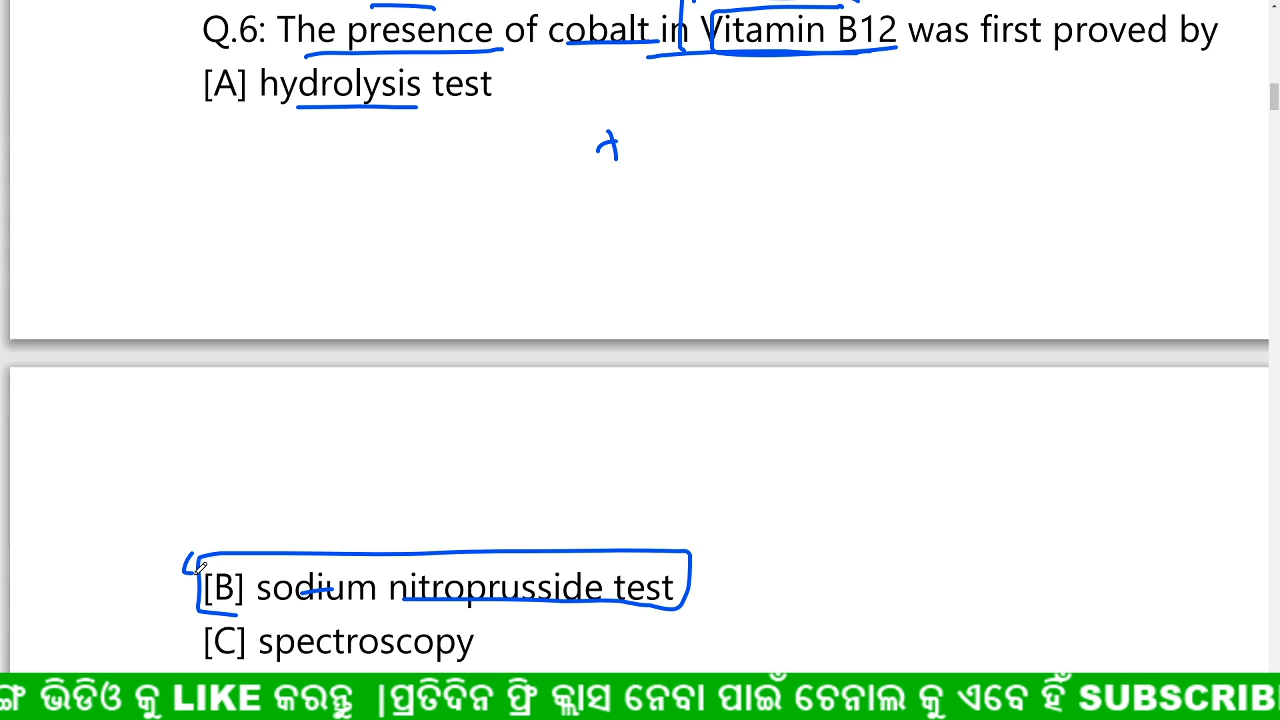 Q.6: The presence of cobalt in Vitamin B12 was first proved by
[A] hydrolysis test
[B] sodium nitroprusside test
[C] spectroscopy
ଙ୍ଗ ଭିଡିଓ କୁ LIKE କରନ୍ତୁ |ପ୍ରତିଦିନ ଫ୍ରି କ୍ଲାସ ନେବା ପାଇଁ ଚେନାଲ କୁ ଏବେ ହିଁ SUBSCRIB